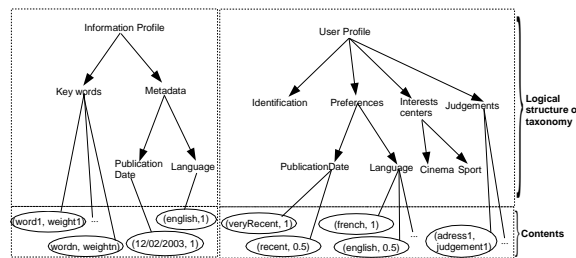 Information Profile
User Profile
Key words
Metadata
Identification
Preferences
Interests
centers
Judgements
Logical
structure o
taxonomy
Publication
Date
Language
PublicationDate
Language
Cinema Sport
(word1, weight1)
...
(english,1)
(veryRecent, 1)
(french, 1)
...
(adress1,
judgement1)
...
Contents
(wordn, weightn)
(12/02/2003, 1)
(recent, 0.5)
(english, 0.5)